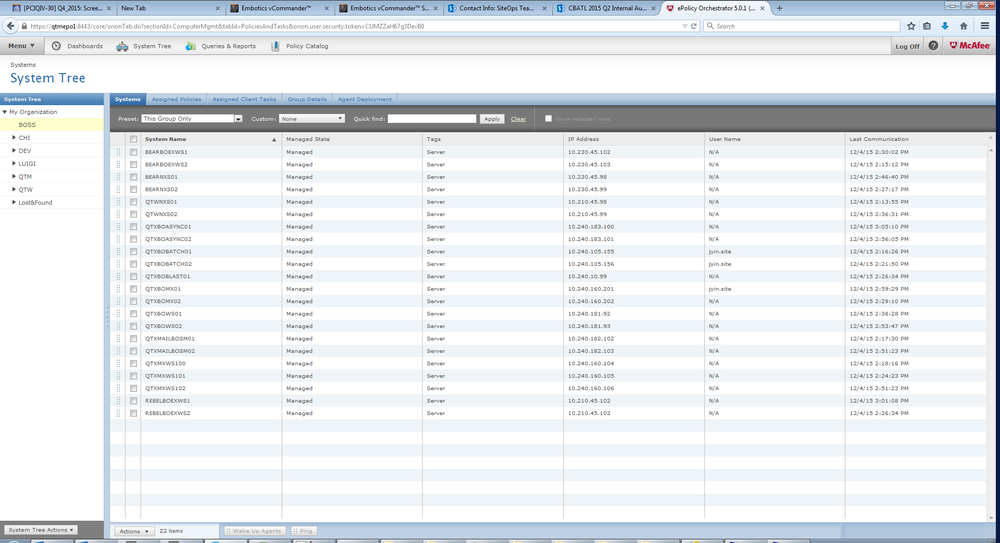 [PCIQIV-30] Q4_2015: Scree...
New Tab
Embotics vCommander™
Embotics vCommander™ S...
Contact Info: SiteOps Tea...
CBATL 2015 Q2 Internal Au...
ePolicy Orchestrator 5.0.1 (...
https://qtmepo1:8443/core/orionTab.do?sectionId=ComputerMgmt&tabId=PoliciesAndTasks&orion.user.security.token=CUMZZaH67g3DevB0
Search
Menu
Dashboards
System Tree
Queries & Reports
Policy Catalog
Log Off
McAfee
Systems
System Tree
System Tree
Systems
Assigned Policies
Assigned Client Tasks
Group Details
Agent Deployment
My Organization
BOSS
CHI
DEV
LUIGI
QTM
QTW
Lost&Found
Preset: This Group Only
Custom: None
Quick find:
Apply
Clear
Show selected rows
System Name Managed State Tags IP Address User Name Last Communication
BEARBOEXWS1 Managed Server 10.230.45.102 N/A 12/4/15 2:30:02 PM
BEARBOEXWS2 Managed Server 10.230.45.103 N/A 12/4/15 2:15:12 PM
BEARNXS01 Managed Server 10.230.45.98 N/A 12/4/15 2:46:40 PM
BEARNXS02 Managed Server 10.230.45.99 N/A 12/4/15 2:27:17 PM
QTWNXS01 Managed Server 10.210.45.98 N/A 12/4/15 2:13:55 PM
QTWNXS02 Managed Server 10.210.45.99 N/A 12/4/15 2:36:31 PM
QTXBOASYNC01 Managed Server 10.240.183.100 N/A 12/4/15 3:05:10 PM
QTXBOASYNC02 Managed Server 10.240.183.101 N/A 12/4/15 2:56:05 PM
QTXBOBATCH01 Managed Server 10.240.105.155 jyin.site 12/4/15 2:16:26 PM
QTXBOBATCH02 Managed Server 10.240.105.156 jyin.site 12/4/15 2:21:50 PM
QTXBOBLAST01 Managed Server 10.240.10.99 N/A 12/4/15 2:26:34 PM
QTXBOMX01 Managed Server 10.240.160.201 jyin.site 12/4/15 2:59:29 PM
QTXBOMX02 Managed Server 10.240.160.202 N/A 12/4/15 2:29:10 PM
QTXBOWS01 Managed Server 10.240.181.92 N/A 12/4/15 2:38:28 PM
QTXBOWS02 Managed Server 10.240.181.93 N/A 12/4/15 2:53:47 PM
QTXMAILBOSM01 Managed Server 10.240.182.102 N/A 12/4/15 2:17:30 PM
QTXMAILBOSM02 Managed Server 10.240.182.103 N/A 12/4/15 2:51:23 PM
QTXMXWS100 Managed Server 10.240.160.104 N/A 12/4/15 2:18:16 PM
QTXMXWS101 Managed Server 10.240.160.105 N/A 12/4/15 2:24:23 PM
QTXMXWS102 Managed Server 10.240.160.106 N/A 12/4/15 2:51:23 PM
REBELBOEXWS1 Managed Server 10.210.45.102 N/A 12/4/15 3:01:08 PM
REBELBOEXWS2 Managed Server 10.210.45.103 N/A 12/4/15 2:26:34 PM
System Tree Actions
Actions
22 items
Wake Up Agents
Ping